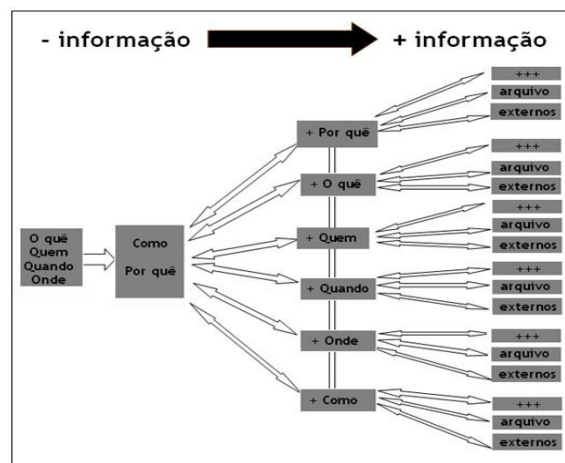 - informação
+ informação
O quê
Quem
Quando
Onde
Como
Por quê
+ Por quê
+ O quê
+ Quem
+ Quando
+ Onde
+ Como
+++
arquivo
externos
+++
arquivo
externos
+++
arquivo
externos
+++
arquivo
externos
+++
arquivo
externos
+++
arquivo
externos